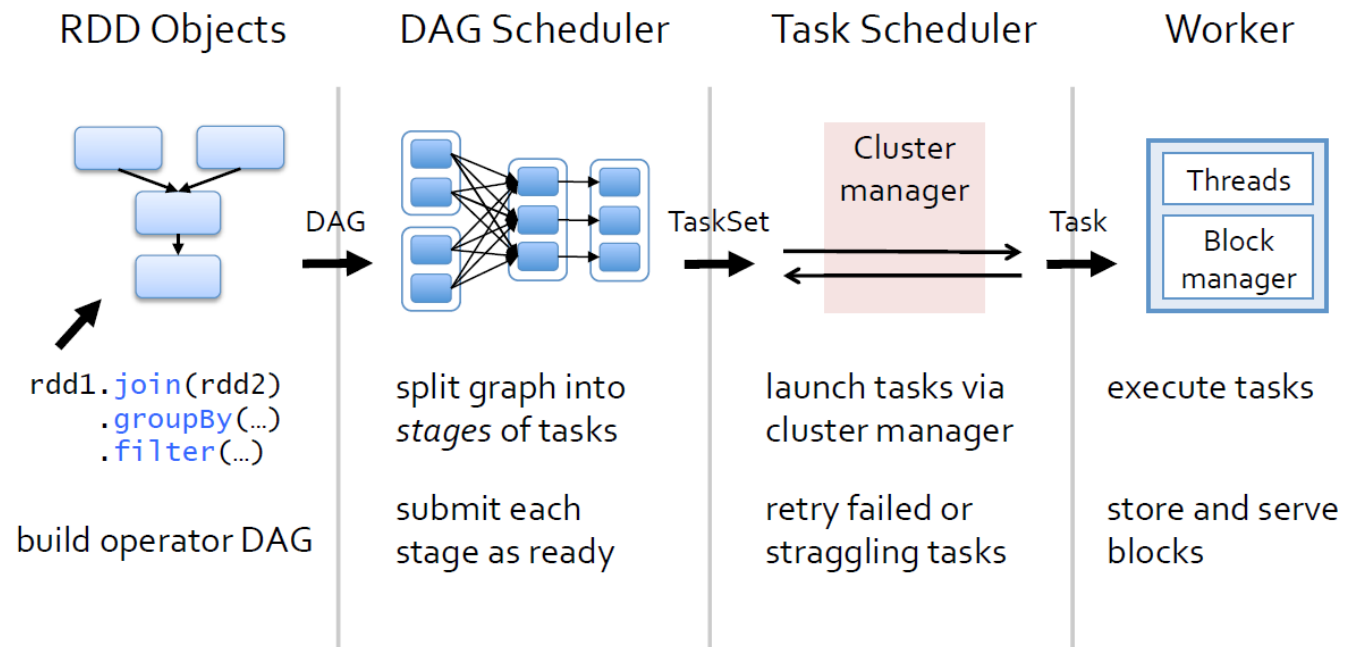 RDD Objects
DAG Scheduler
Task Scheduler
Worker
DAG
TaskSet
Cluster
manager
Task
Threads
Block
manager
rdd1.join(rdd2)
.groupBy(…)
.filter(…)
build operator DAG
split graph into
stages of tasks
submit each
stage as ready
launch tasks via
cluster manager
retry failed or
straggling tasks
execute tasks
store and serve
blocks